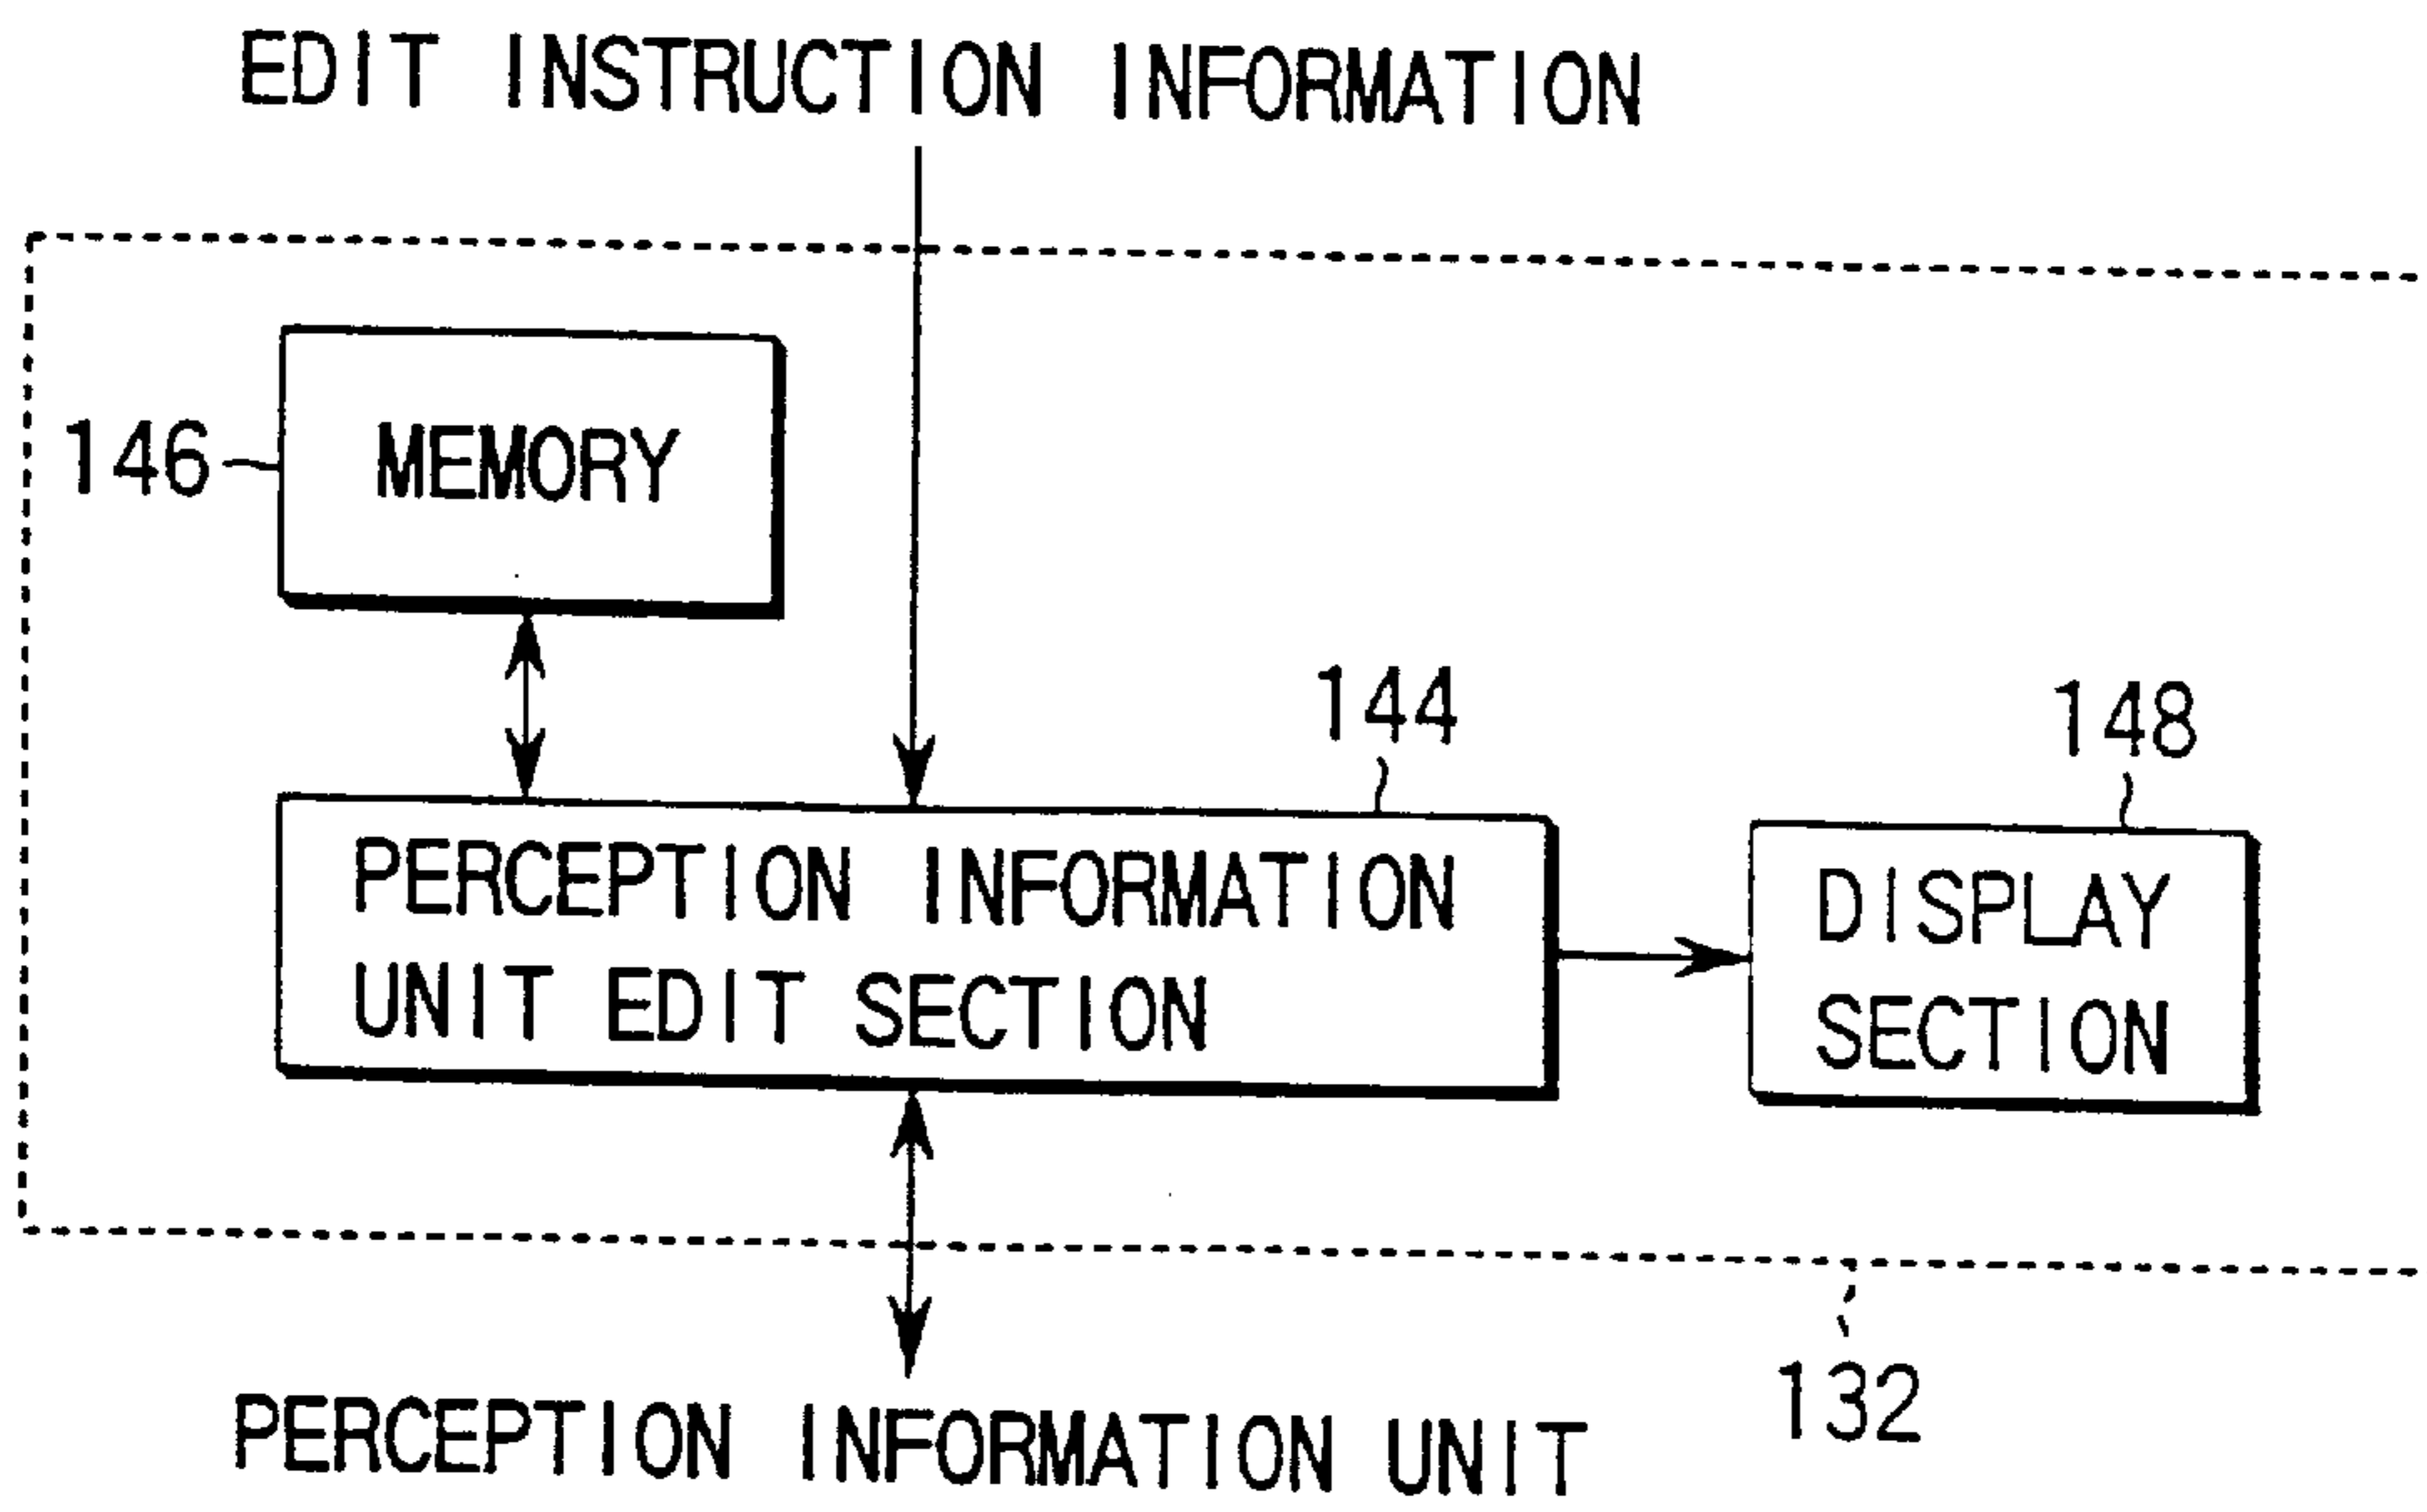 EDIT INSTRUCTION INFORMATION
146
MEMORY
144
148
PERCEPTION INFORMATION
UNIT EDIT SECTION
DISPLAY
SECTION
132
PERCEPTION INFORMATION UNIT